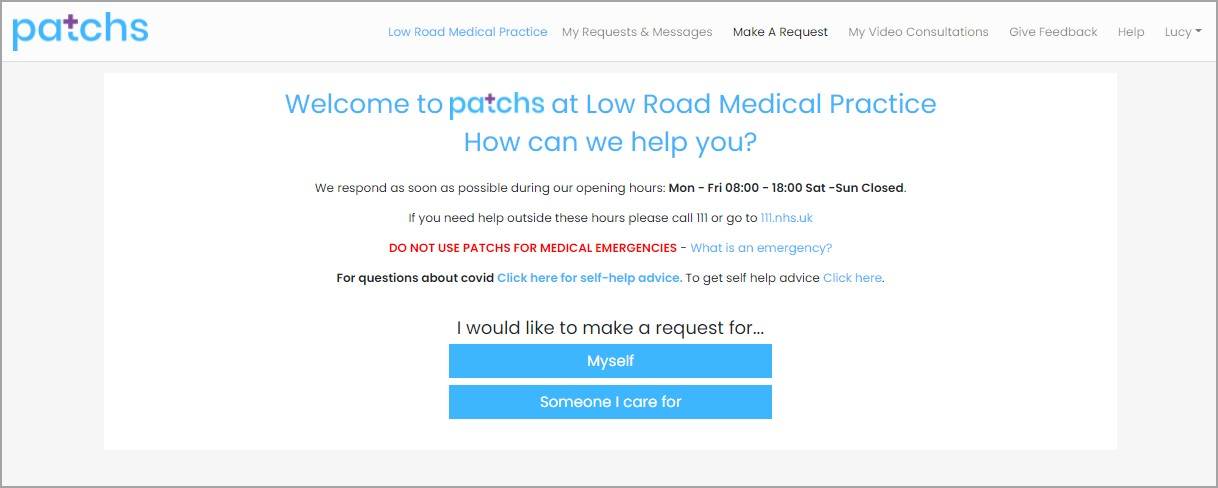 patchs
Low Road Medical Practice My Requests & Messages Make A Request My Video Consultations Give Feedback Help Lucy
Welcome to patchs at Low Road Medical Practice
How can we help you?
We respond as soon as possible during our opening hours: Mon - Fri 08:00 - 18:00 Sat -Sun Closed.
If you need help outside these hours please call 111 or go to 111.nhs.uk
DO NOT USE PATCHS FOR MEDICAL EMERGENCIES - What is an emergency?
For questions about covid Click here for self-help advice. To get self help advice Click here.
I would like to make a request for...
Myself
Someone I care for